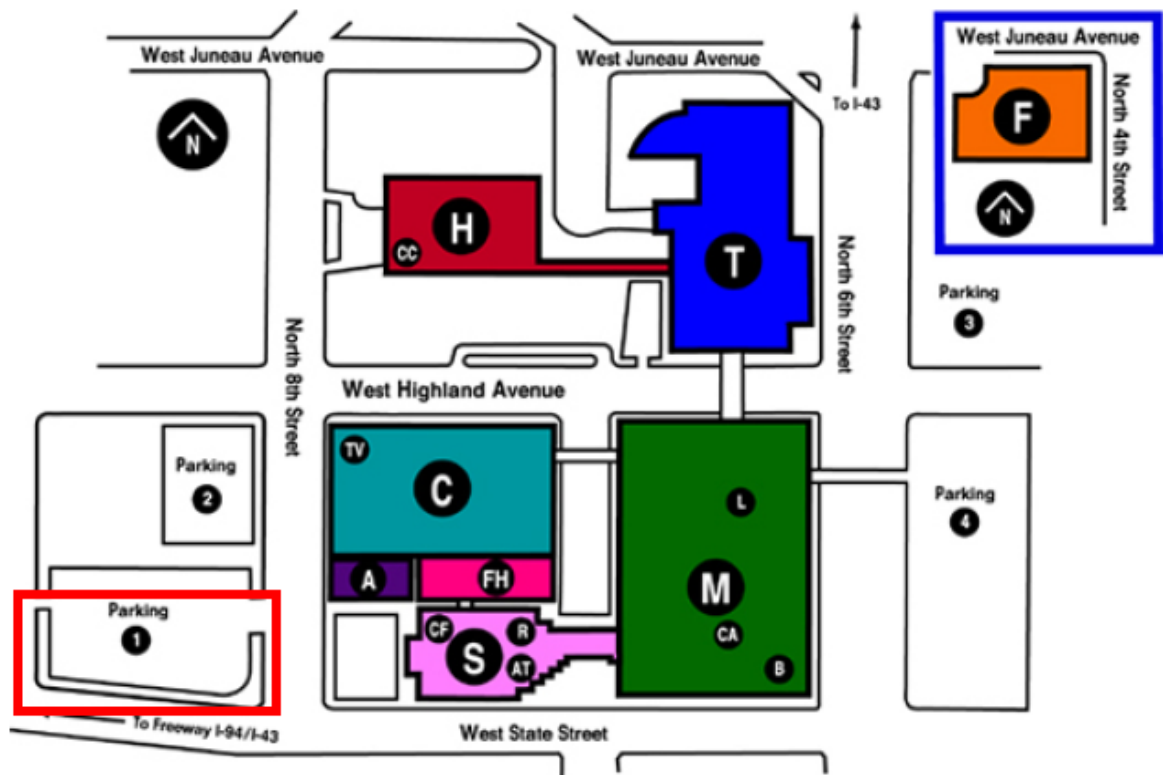 West Juneau Avenue
West Juneau Avenue
West Juneau Avenue
To I-43
N
F
North 4th Street
N
H
CC
T
North 6th Street
Parking
3
North 8th Street
West Highland Avenue
TV
C
Parking
2
L
Parking
4
A
FH
M
Parking
1
CF
R
S
AT
CA
B
To Freeway I-94/I-43
West State Street